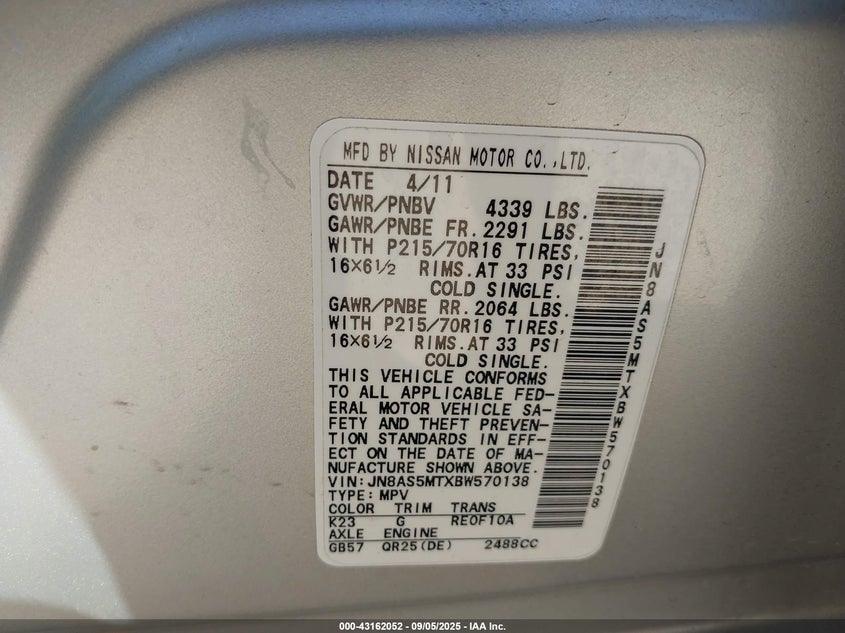 MFD BY NISSAN MOTOR CO.,LTD.
DATE 4/11
GVWR/PNBV 4339 LBS.
GAWR/PNBE FR. 2291 LBS.
WITH P215/70R16 TIRES,
16×6½ RIMS. AT 33 PSI
COLD SINGLE.
GAWR/PNBE RR. 2064 LBS.
WITH P215/70R16 TIRES,
16×6½ RIMS. AT 33 PSI
COLD SINGLE.
THIS VEHICLE CONFORMS
TO ALL APPLICABLE FED-
ERAL MOTOR VEHICLE SA-
FETY AND THEFT PREVEN-
TION STANDARDS IN EFF-
ECT ON THE DATE OF MA-
NUFACTURE SHOWN ABOVE.
VIN:JN8AS5MTXBW570138
TYPE:MPV
COLOR TRIM TRANS
K23 G RE0F10A
AXLE ENGINE
GB57 QR25(DE) 2488CC
JN8AS5MTXBW570138
000-43162052 - 09/05/2025 - IAA Inc.